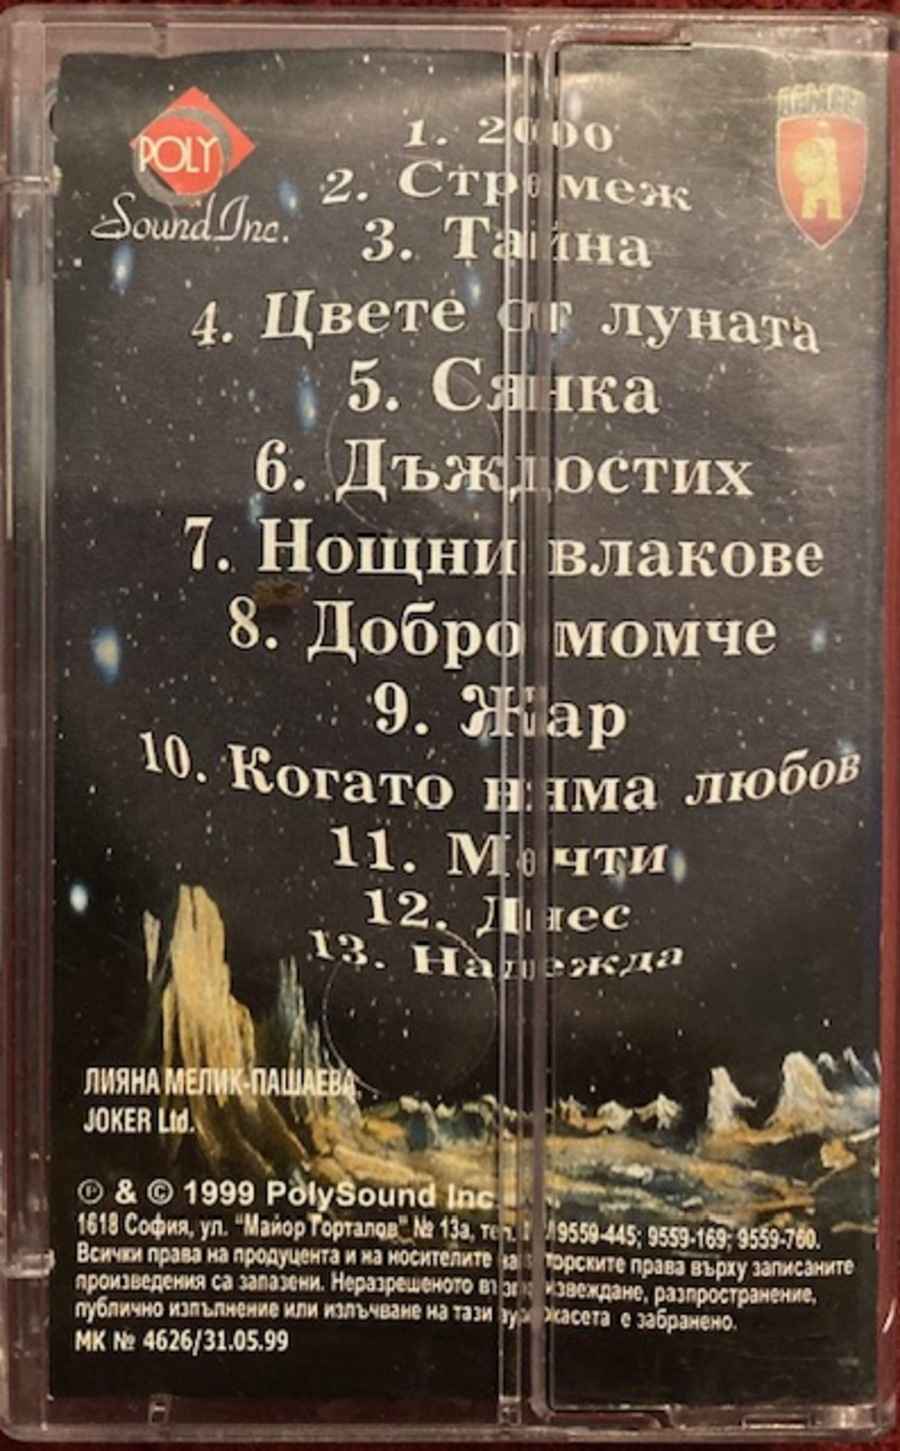 POLY
Sound Inc.
1. 2000
2. Стремеж
3. Тайна
4. Цвете от луната
5. Сянка
6. Дъждостих
7. Нощни влакове
8. Добро момче
9. Жар
10. Когато няма любов
11. Мечти
12. Днес
13. Надежда
ЛИЯНА МЕЛИК-ПАШАЕВА
JOKER Ltd.
℗ & © 1999 PolySound Inc
1618 София, ул. "Майор Горталов" № 13а, тел. 9559-445; 9559-169; 9559-760.
Всички права на продуцента и на носителите на авторските права върху записаните
произведения са запазени. Неразрешеното възпроизвеждане, разпространение,
публично изпълнение или излъчване на тази аудиокасета е забранено.
МК № 4626/31.05.99